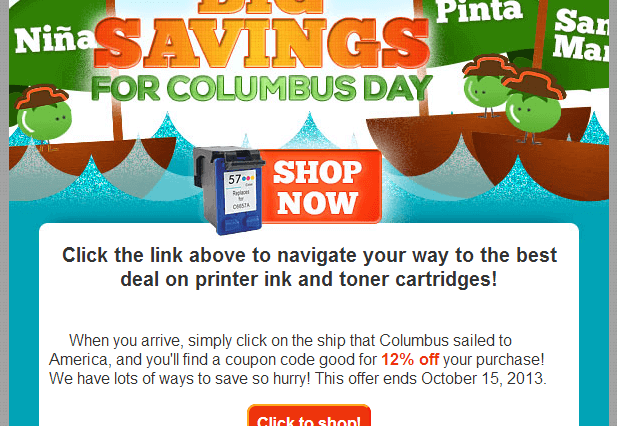 BIG
Niña
Pinta
San
SAVINGS
FOR COLUMBUS DAY
57
Color
Replaces
for
C6657A
SHOP
NOW
Click the link above to navigate your way to the best
deal on printer ink and toner cartridges!
When you arrive, simply click on the ship that Columbus sailed to
America, and you'll find a coupon code good for 12% off your purchase!
We have lots of ways to save so hurry! This offer ends October 15, 2013.
Click to shop!